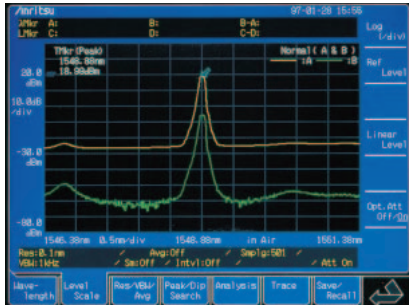 Anritsu 97-01-28 15:56
λMkr A: B: B-A:
LMkr C: D: C-D:
Log
(/div)
TMkr(Peak)
1548.88nm
18.98dBm
Normal(A & B)
:A :B
Ref
Level
20.0
dBm
10.0dB
/div
Linear
Level
-30.0
dBm
Opt.Att
Off/On
-80.0
dBm
1546.38nm 0.5nm/div 1548.88nm in Air 1551.38nm
Res:0.1nm / Avg:Off / Smplg:501 /
VBW:1kHz / Sm:Off / Intvl:Off / / Att On
Wave-
length
Level
Scale
Res/VBW/
Avg
Peak/Dip
Search
Analysis
Trace
Save/
Recall